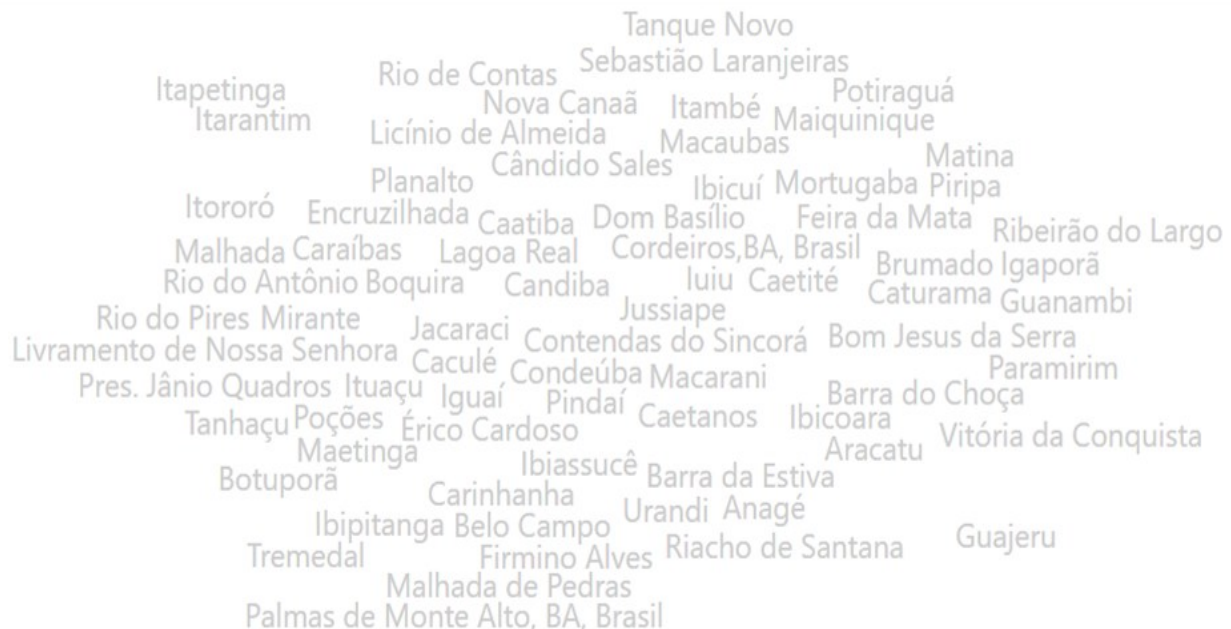 Tanque Novo
Sebastião Laranjeiras
Rio de Contas
Itapetinga
Potiraguá
Nova Canaã
Itambé
Itarantim
Maiquinique
Licínio de Almeida
Macaubas
Matina
Cândido Sales
Planalto
Ibicuí
Mortugaba
Piripa
Itororó
Encruzilhada
Caatiba
Dom Basílio
Feira da Mata
Ribeirão do Largo
Malhada
Caraíbas
Lagoa Real
Cordeiros,BA, Brasil
Brumado
Igaporã
Rio do Antônio
Boquira
Candiba
Iuiu
Caetité
Caturama
Guanambi
Jussiape
Rio do Pires
Mirante
Jacaraci
Contendas do Sincorá
Bom Jesus da Serra
Livramento de Nossa Senhora
Caculé
Condeúba
Macarani
Paramirim
Pres. Jânio Quadros
Ituaçu
Iguaí
Pindaí
Barra do Choça
Tanhaçu
Poções
Érico Cardoso
Caetanos
Ibicoara
Vitória da Conquista
Maetinga
Aracatu
Ibiassucê
Barra da Estiva
Botuporã
Carinhanha
Urandi
Anagé
Ibipitanga
Belo Campo
Guajeru
Tremedal
Firmino Alves
Riacho de Santana
Malhada de Pedras
Palmas de Monte Alto, BA, Brasil